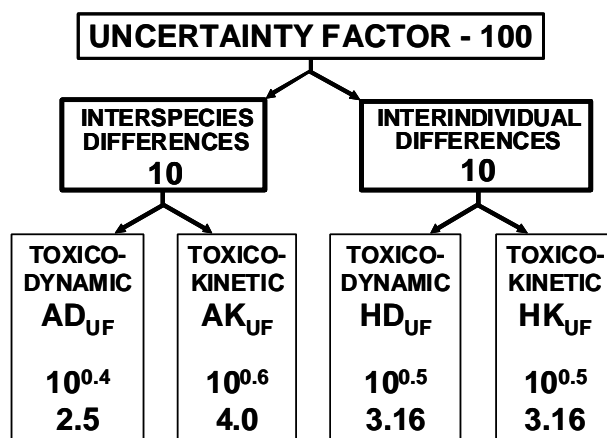 UNCERTAINTY FACTOR - 100
INTERSPECIES
DIFFERENCES
10
INTERINDIVIDUAL
DIFFERENCES
10
TOXICO-
DYNAMIC
AD_UF
10^0.4
2.5
TOXICO-
KINETIC
AK_UF
10^0.6
4.0
TOXICO-
DYNAMIC
HD_UF
10^0.5
3.16
TOXICO-
KINETIC
HK_UF
10^0.5
3.16